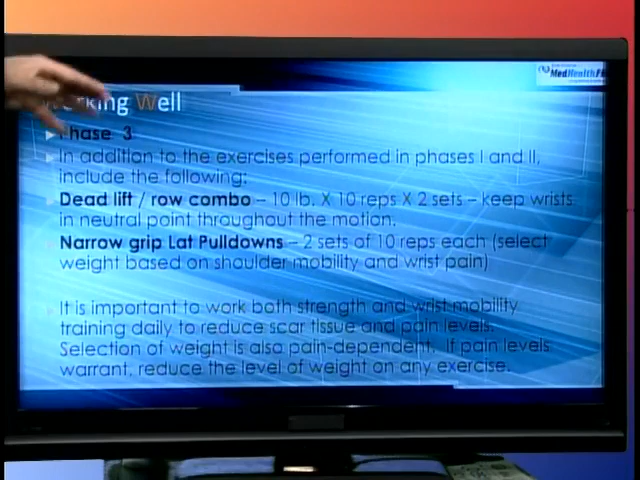 Working Well
Phase 3
In addition to the exercises performed in phases I and II,
include the following:
Dead lift / row combo – 10 lb. X 10 reps X 2 sets – keep wrists
in neutral point throughout the motion.
Narrow grip Lat Pulldowns – 2 sets of 10 reps each (select
weight based on shoulder mobility and wrist pain)
It is important to work both strength and wrist mobility
training daily to reduce scar tissue and pain levels.
Selection of weight is also pain-dependent. If pain levels
warrant, reduce the level of weight on any exercise.